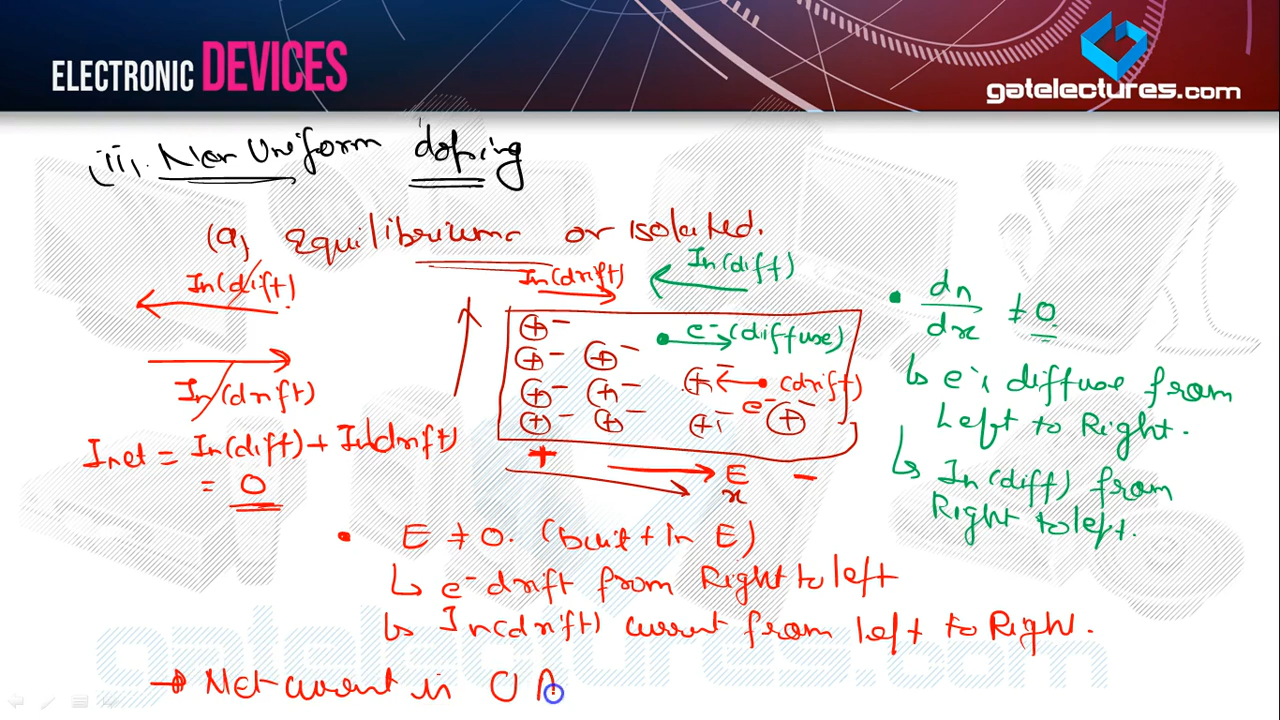 ELECTRONIC DEVICES
gatelectures.com
(ii). Non Uniform doping
(a) Equilibrium or isolated.
In(diff)
In(drift)
Inet = In(diff) + In(drift)
= 0
In(drift)
In(diff)
e- (diffuse)
(drift)
e-
+ E -
x
dn/dx ≠ 0
↳ e-s diffuse from
Left to Right.
↳ In(diff) from
Right to left.
• E ≠ 0. (built In E)
↳ e- drift from Right to left
↳ In(drift) current from left to Right.
→ Net current in 0 A
gatelectures.com